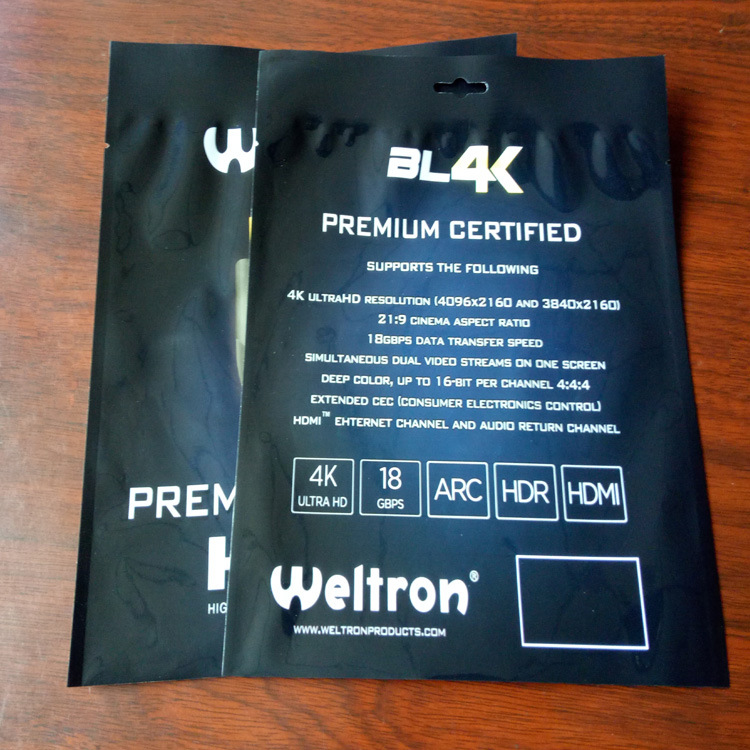 W
PREM
H
HIG
BL4K
PREMIUM CERTIFIED
SUPPORTS THE FOLLOWING
4K ULTRAHD RESOLUTION (4096x2160 AND 3840x2160)
21:9 CINEMA ASPECT RATIO
18GBPS DATA TRANSFER SPEED
SIMULTANEOUS DUAL VIDEO STREAMS ON ONE SCREEN
DEEP COLOR, UP TO 16-BIT PER CHANNEL 4:4:4
EXTENDED CEC (CONSUMER ELECTRONICS CONTROL)
HDMI™ EHTERNET CHANNEL AND AUDIO RETURN CHANNEL
4K ULTRA HD
18 GBPS
ARC
HDR
HDMI
Weltron®
WWW.WELTRONPRODUCTS.COM